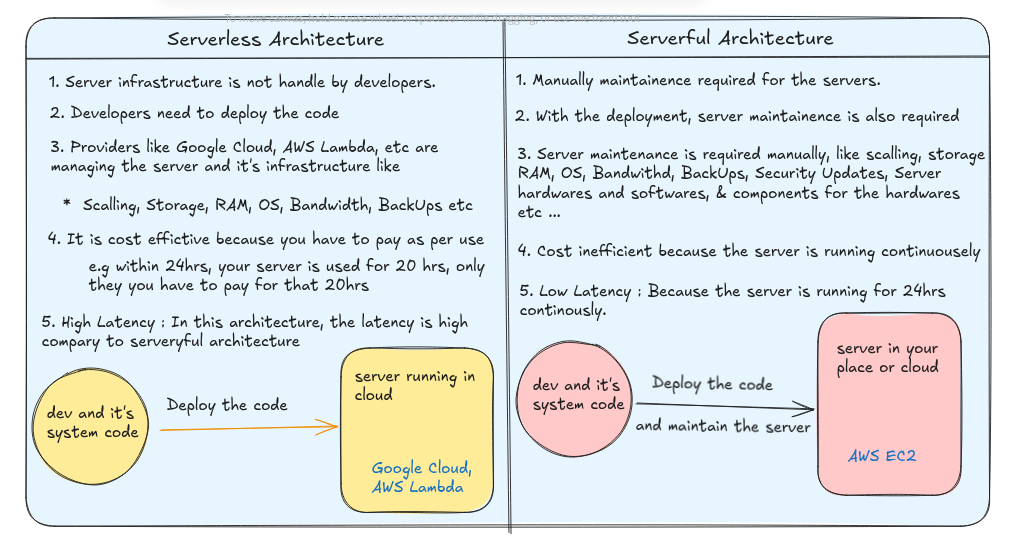 Serverless Architecture
1. Server infrastructure is not handle by developers.
2. Developers need to deploy the code
3. Providers like Google Cloud, AWS Lambda, etc are
managing the server and it's infrastructure like
* Scalling, Storage, RAM, OS, Bandwidth, BackUps etc
4. It is cost effictive because you have to pay as per use
e.g within 24hrs, your server is used for 20 hrs, only
they you have to pay for that 20hrs
5. High Latency : In this architecture, the latency is high
compary to serveryful architecture
dev and it's
system code
Deploy the code
server running in
cloud
Google Cloud,
AWS Lambda
Serverful Architecture
1. Manually maintainence required for the servers.
2. With the deployment, server maintainence is also required
3. Server maintenance is required manually, like scalling, storage
RAM, OS, Bandwithd, BackUps, Security Updates, Server
hardwares and softwares, & components for the hardwares
etc ...
4. Cost inefficient because the server is running continuousely
5. Low Latency : Because the server is running for 24hrs
continously.
dev and it's
system code
Deploy the code
and maintain the server
server in your
place or cloud
AWS EC2